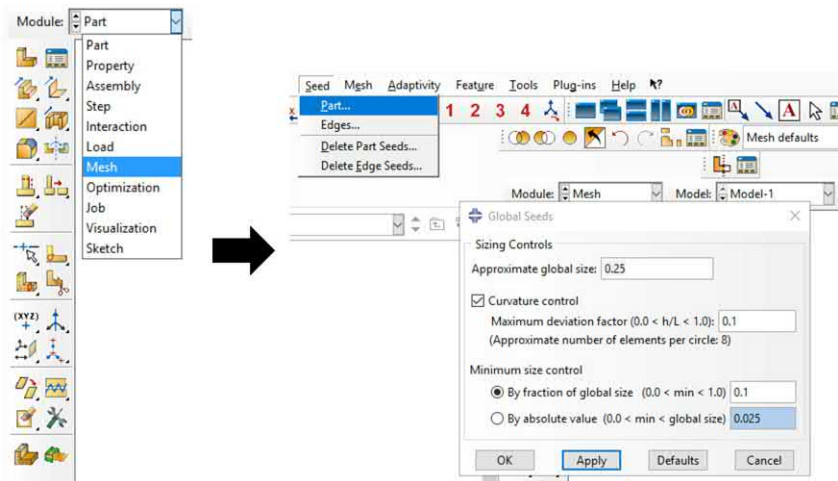 Module: Part
Part
Property
Assembly
Step
Interaction
Load
Mesh
Optimization
Job
Visualization
Sketch
(XYZ)
Seed Mesh Adaptivity Feature Tools Plug-ins Help
Part...
Edges...
Delete Part Seeds...
Delete Edge Seeds...
1 2 3 4 A
Mesh defaults
Module: Mesh Model: Model-1
Global Seeds
Sizing Controls
Approximate global size: 0.25
Curvature control
Maximum deviation factor (0.0 < h/L < 1.0): 0.1
(Approximate number of elements per circle: 8)
Minimum size control
By fraction of global size (0.0 < min < 1.0) 0.1
By absolute value (0.0 < min < global size) 0.025
OK Apply Defaults Cancel